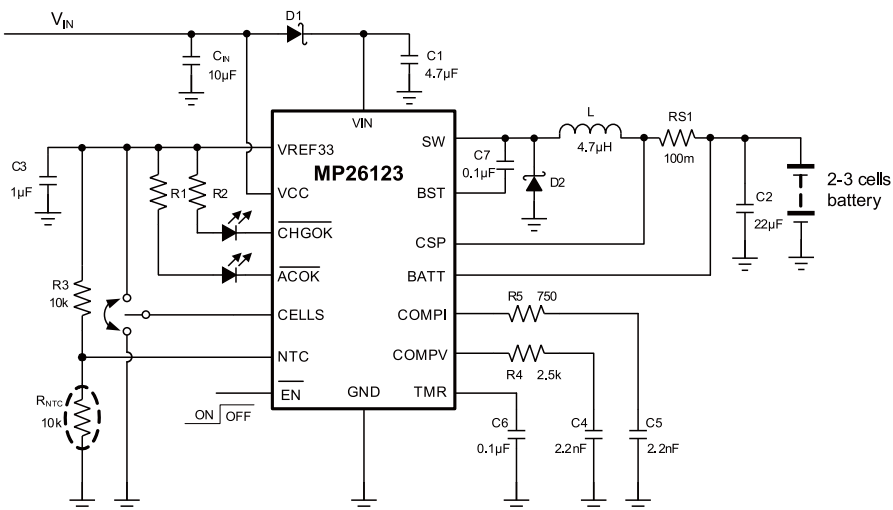 V_IN
D1
C_IN
10µF
C1
4.7µF
VIN
MP26123
VREF33
VCC
CHGOK
ACOK
CELLS
NTC
EN
GND
SW
BST
CSP
BATT
COMPI
COMPV
TMR
C3
1µF
R1
R2
R3
10k
R_NTC
10k
ON
OFF
C7
0.1µF
D2
L
4.7µH
RS1
100m
C2
22µF
2-3 cells
battery
R5 750
R4 2.5k
C6
0.1µF
C4
2.2nF
C5
2.2nF